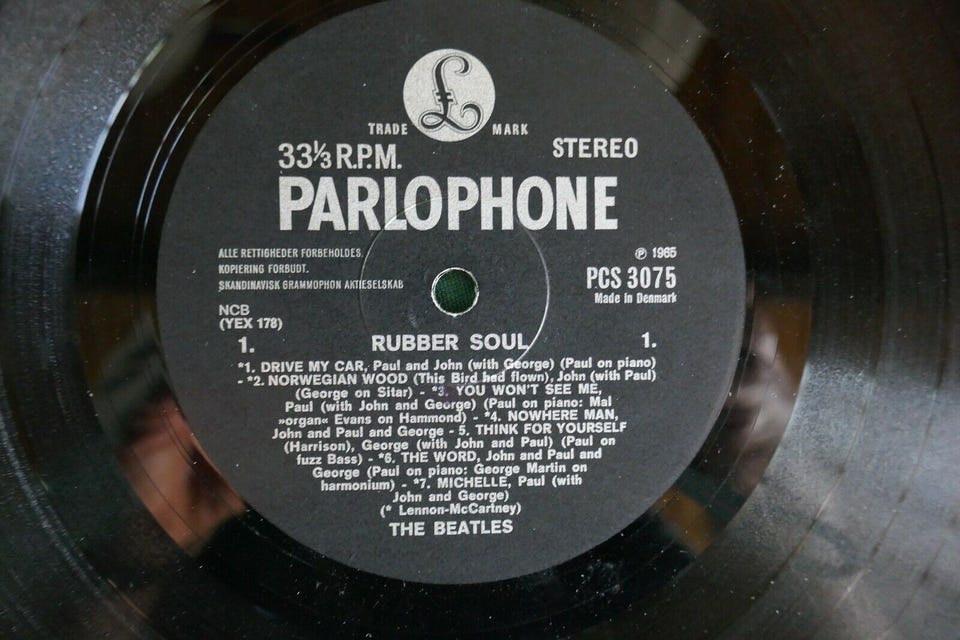 £
TRADE MARK
33⅓ R.P.M. STEREO
PARLOPHONE
ALLE RETTIGHEDER FORBEHOLDES.
KOPIERING FORBUDT.
SKANDINAVISK GRAMMOPHON AKTIESELSKAB
℗ 1965
PCS 3075
Made in Denmark
NCB
(YEX 178)
1. RUBBER SOUL 1.
*1. DRIVE MY CAR, Paul and John (with George) (Paul on piano)
- *2. NORWEGIAN WOOD (This Bird had flown), John (with Paul)
(George on Sitar) - *3. YOU WON'T SEE ME,
Paul (with John and George) (Paul on piano: Mal
»organ« Evans on Hammond) - *4. NOWHERE MAN,
John and Paul and George - 5. THINK FOR YOURSELF
(Harrison), George (with John and Paul) (Paul on
fuzz Bass) - *6. THE WORD, John and Paul and
George (Paul on piano: George Martin on
harmonium) - *7. MICHELLE, Paul (with
John and George)
(* Lennon-McCartney)
THE BEATLES